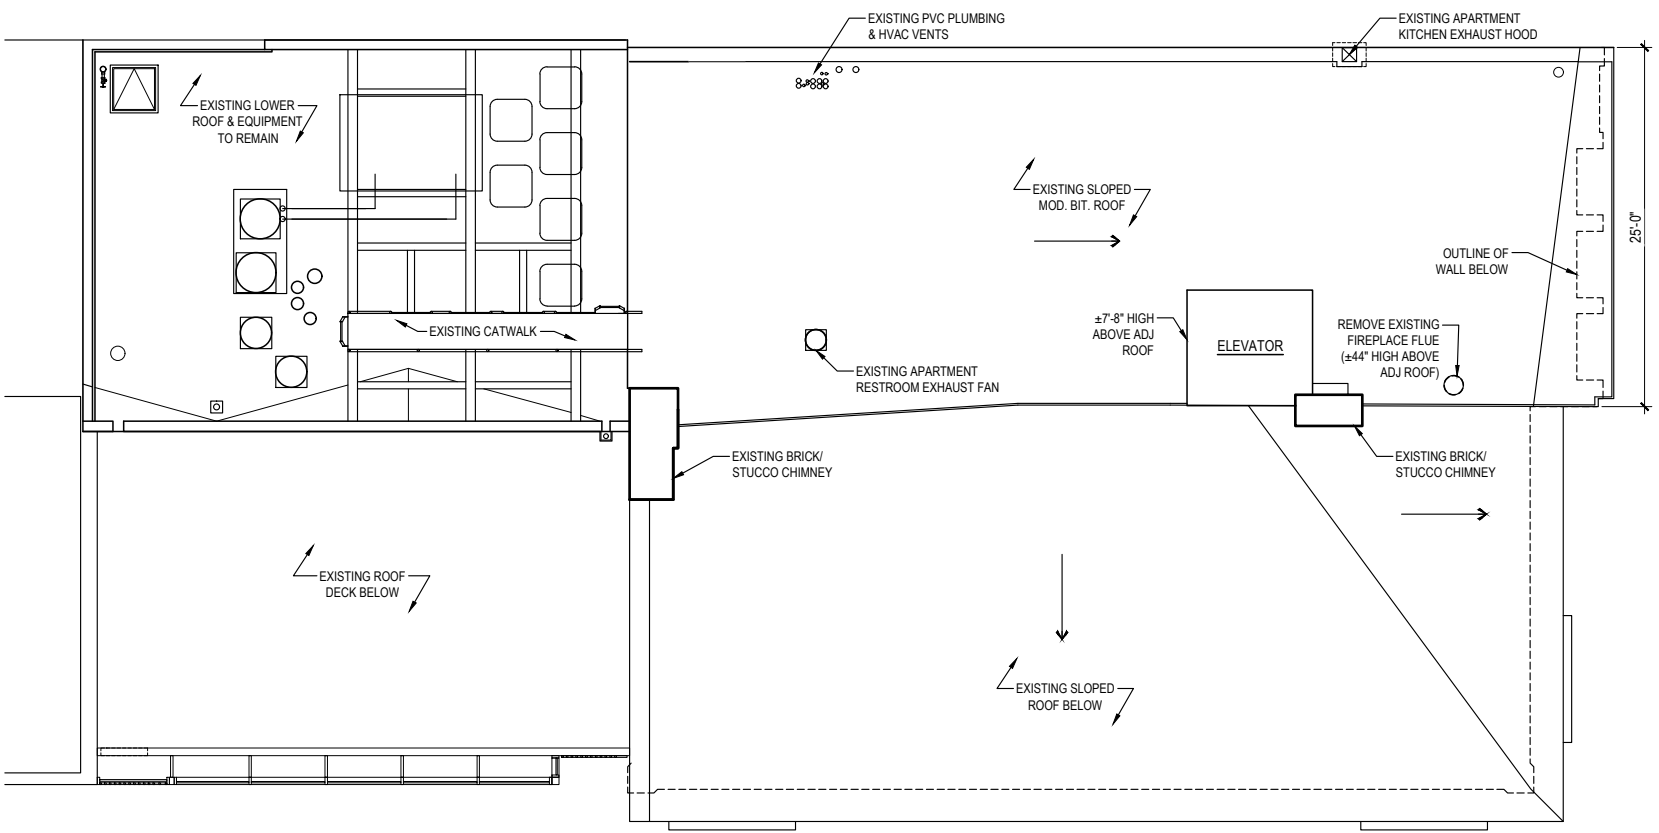 EXISTING PVC PLUMBING
& HVAC VENTS
EXISTING APARTMENT
KITCHEN EXHAUST HOOD
EXISTING LOWER
ROOF & EQUIPMENT
TO REMAIN
EXISTING SLOPED
MOD. BIT. ROOF
25'-0"
OUTLINE OF
WALL BELOW
EXISTING CATWALK
±7'-8" HIGH
ABOVE ADJ
ROOF
ELEVATOR
REMOVE EXISTING
FIREPLACE FLUE
(±44" HIGH ABOVE
ADJ ROOF)
EXISTING APARTMENT
RESTROOM EXHAUST FAN
EXISTING BRICK/
STUCCO CHIMNEY
EXISTING BRICK/
STUCCO CHIMNEY
EXISTING ROOF
DECK BELOW
EXISTING SLOPED
ROOF BELOW